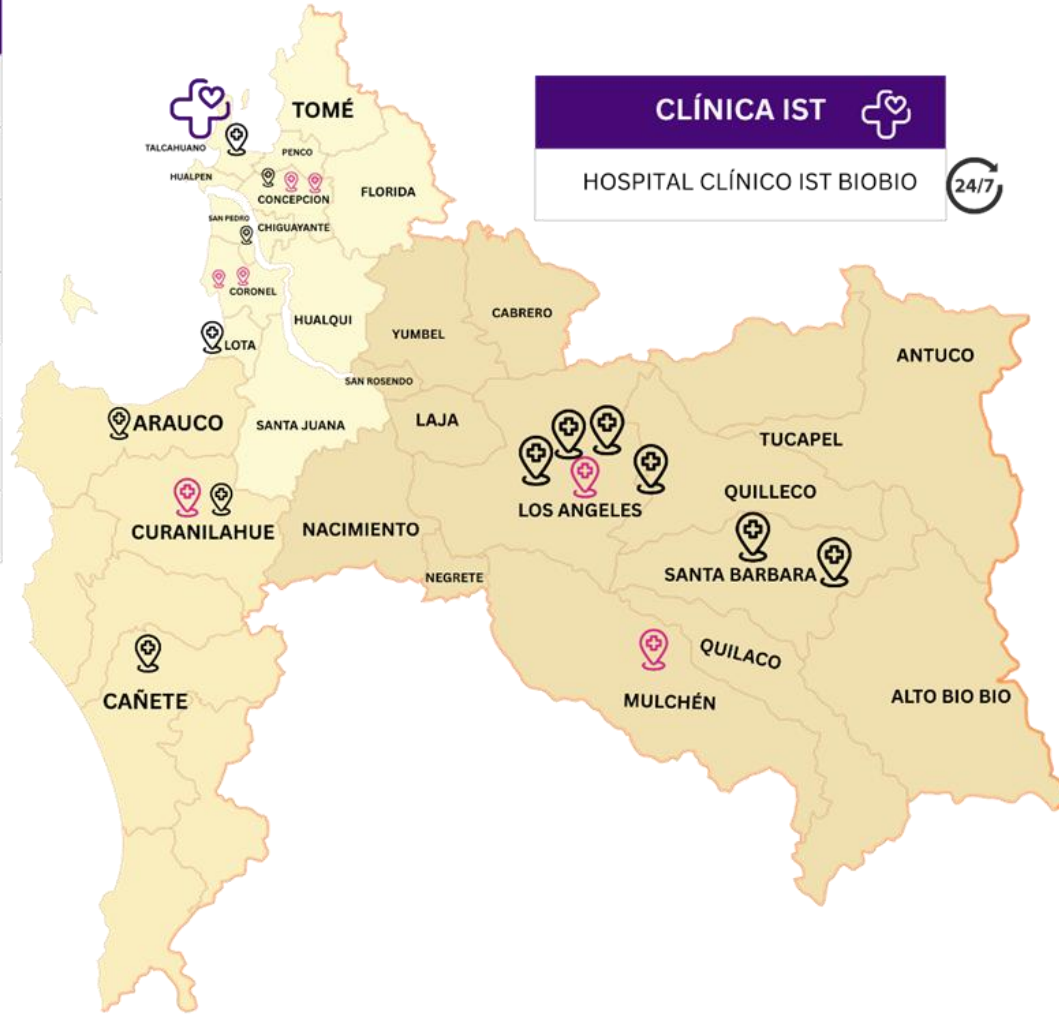 TOMÉ
CLÍNICA IST
TALCAHUANO
PENCO
HUALPEN
HOSPITAL CLÍNICO IST BIOBIO
24/7
FLORIDA
CONCEPCION
SAN PEDRO
CHIGUAYANTE
CORONEL
HUALQUI
CABRERO
YUMBEL
LOTA
ANTUCO
SAN ROSENDO
ARAUCO
SANTA JUANA
LAJA
TUCAPEL
QUILLECO
LOS ANGELES
CURANILAHUE
NACIMIENTO
NEGRETE
SANTA BARBARA
QUILACO
CAÑETE
MULCHÉN
ALTO BIO BIO